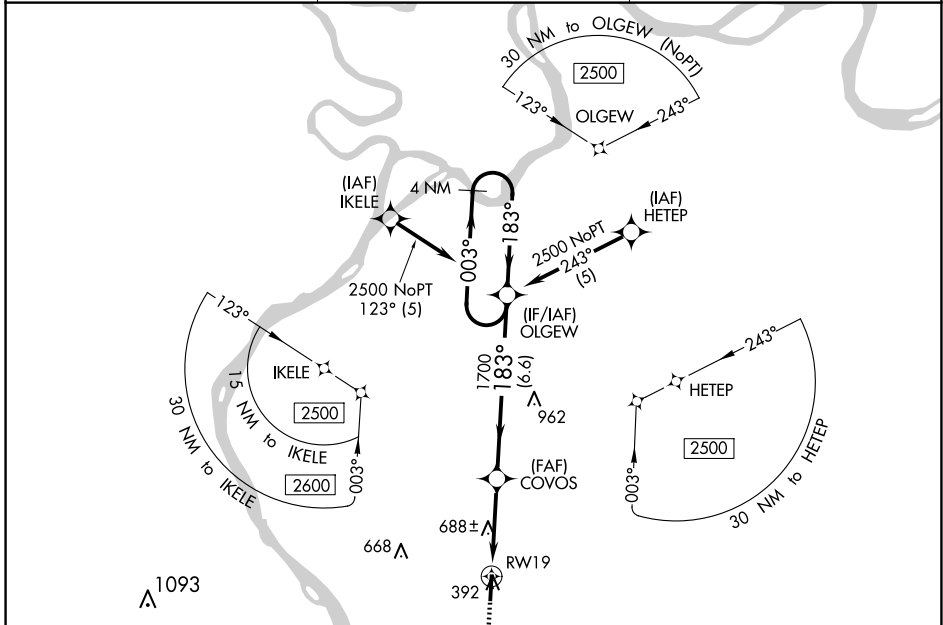 30 NM to OLGEW (NoPT)
2500
123°
243°
OLGEW
(IAF)
IKELE
4 NM
(IAF)
HETEP
183°
003°
2500 NoPT
243°
(5)
2500 NoPT
123° (5)
(IF/IAF)
OLGEW
123°
IKELE
2500
15 NM to IKELE
2600
30 NM to IKELE
003°
1700
183°
(6.6)
962
243°
HETEP
2500
003°
30 NM to HETEP
(FAF)
COVOS
688±
668
RW19
392
1093